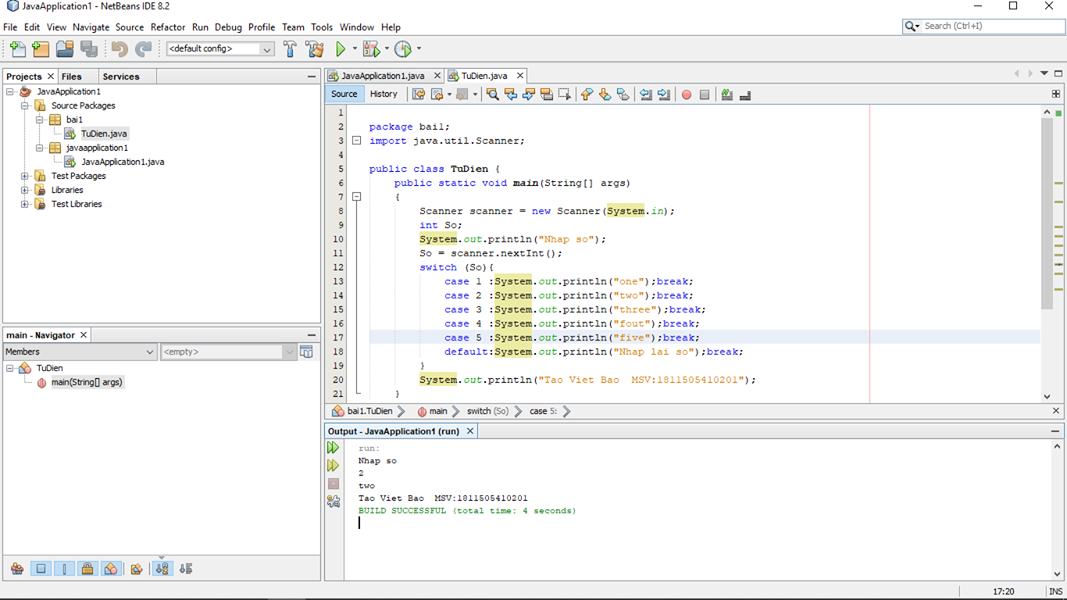 JavaApplication1 - NetBeans IDE 8.2
File Edit View Navigate Source Refactor Run Debug Profile Team Tools Window Help
Search (Ctrl+I)
<default config>
Projects Files Services
JavaApplication1
Source Packages
bai1
TuDien.java
javaapplication1
JavaApplication1.java
Test Packages
Libraries
Test Libraries
main - Navigator
Members <empty>
TuDien
main(String[] args)
JavaApplication1.java TuDien.java
Source History
1
2 package bai1;
3 import java.util.Scanner;
4
5 public class TuDien {
6 public static void main(String[] args)
7 {
8 Scanner scanner = new Scanner(System.in);
9 int So;
10 System.out.println("Nhap so");
11 So = scanner.nextInt();
12 switch (So){
13 case 1 :System.out.println("one");break;
14 case 2 :System.out.println("two");break;
15 case 3 :System.out.println("three");break;
16 case 4 :System.out.println("fout");break;
17 case 5 :System.out.println("five");break;
18 default:System.out.println("Nhap lai so");break;
19 }
20 System.out.println("Tao Viet Bao  MSV:1811505410201");
21 }
bai1.TuDien main switch (So) case 5:
Output - JavaApplication1 (run)
run:
Nhap so
2
two
Tao Viet Bao  MSV:1811505410201
BUILD SUCCESSFUL (total time: 4 seconds)
17:20 INS